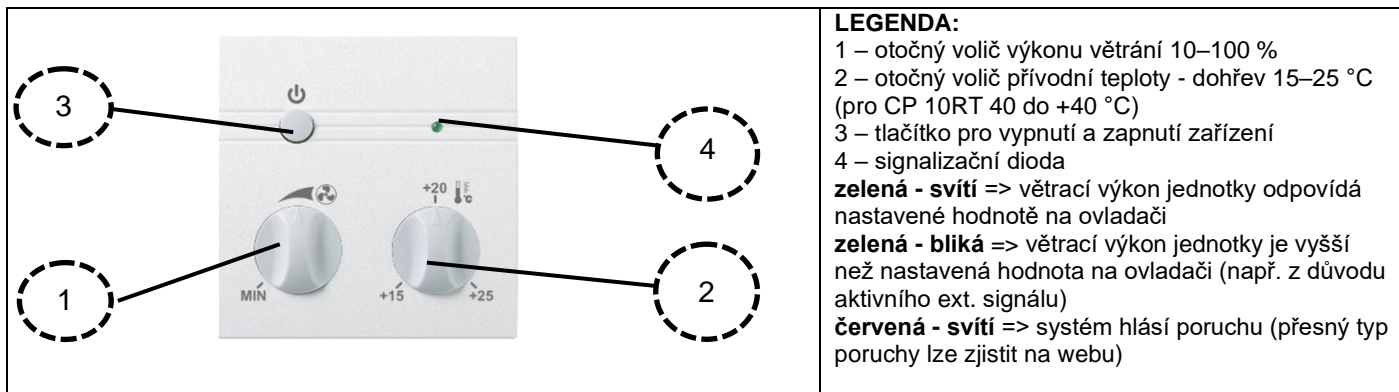 3
4
+20
°C
MIN
+15
+25
1
2
LEGENDA:
1 – otočný volič výkonu větrání 10–100 %
2 – otočný volič přívodní teploty - dohřev 15–25 °C
(pro CP 10RT 40 do +40 °C)
3 – tlačítko pro vypnutí a zapnutí zařízení
4 – signalizační dioda
zelená - svítí => větrací výkon jednotky odpovídá
nastavené hodnotě na ovladači
zelená - bliká => větrací výkon jednotky je vyšší
než nastavená hodnota na ovladači (např. z důvodu
aktivního ext. signálu)
červená - svítí => systém hlásí poruchu (přesný typ
poruchy lze zjistit na webu)